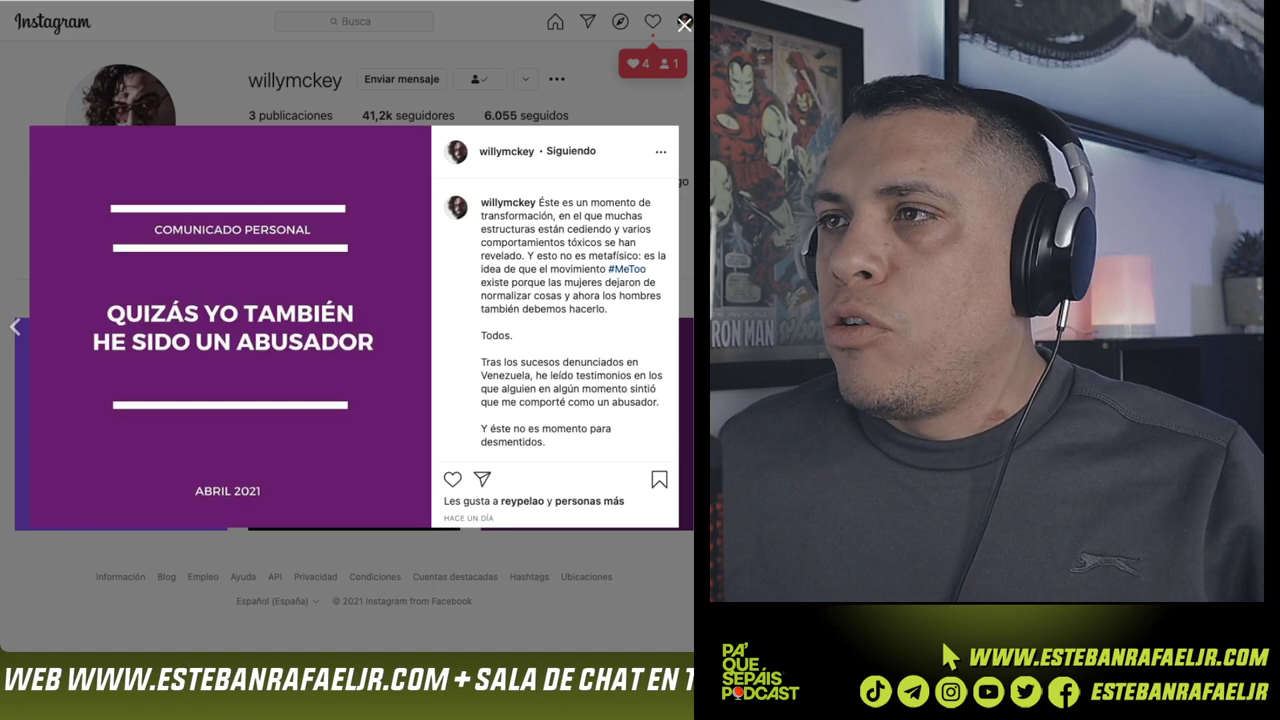 Instagram
Busca
4 1
willymckey
Enviar mensaje
3 publicaciones 41,2k seguidores 6.055 seguidos
COMUNICADO PERSONAL
QUIZÁS YO TAMBIÉN
HE SIDO UN ABUSADOR
ABRIL 2021
willymckey • Siguiendo
willymckey Éste es un momento de
transformación, en el que muchas
estructuras están cediendo y varios
comportamientos tóxicos se han
revelado. Y esto no es metafísico: es la
idea de que el movimiento #MeToo
existe porque las mujeres dejaron de
normalizar cosas y ahora los hombres
también debemos hacerlo.
Todos.
Tras los sucesos denunciados en
Venezuela, he leído testimonios en los
que alguien en algún momento sintió
que me comporté como un abusador.
Y éste no es momento para
desmentidos.
Les gusta a reypelao y personas más
HACE UN DÍA
go
Información Blog Empleo Ayuda API Privacidad Condiciones Cuentas destacadas Hashtags Ubicaciones
Español (España) © 2021 Instagram from Facebook
IRON MAN
WEB WWW.ESTEBANRAFAELJR.COM + SALA DE CHAT EN T
PA'
QUE
SEPÁIS
PODCAST
WWW.ESTEBANRAFAELJR.COM
ESTEBANRAFAELJR